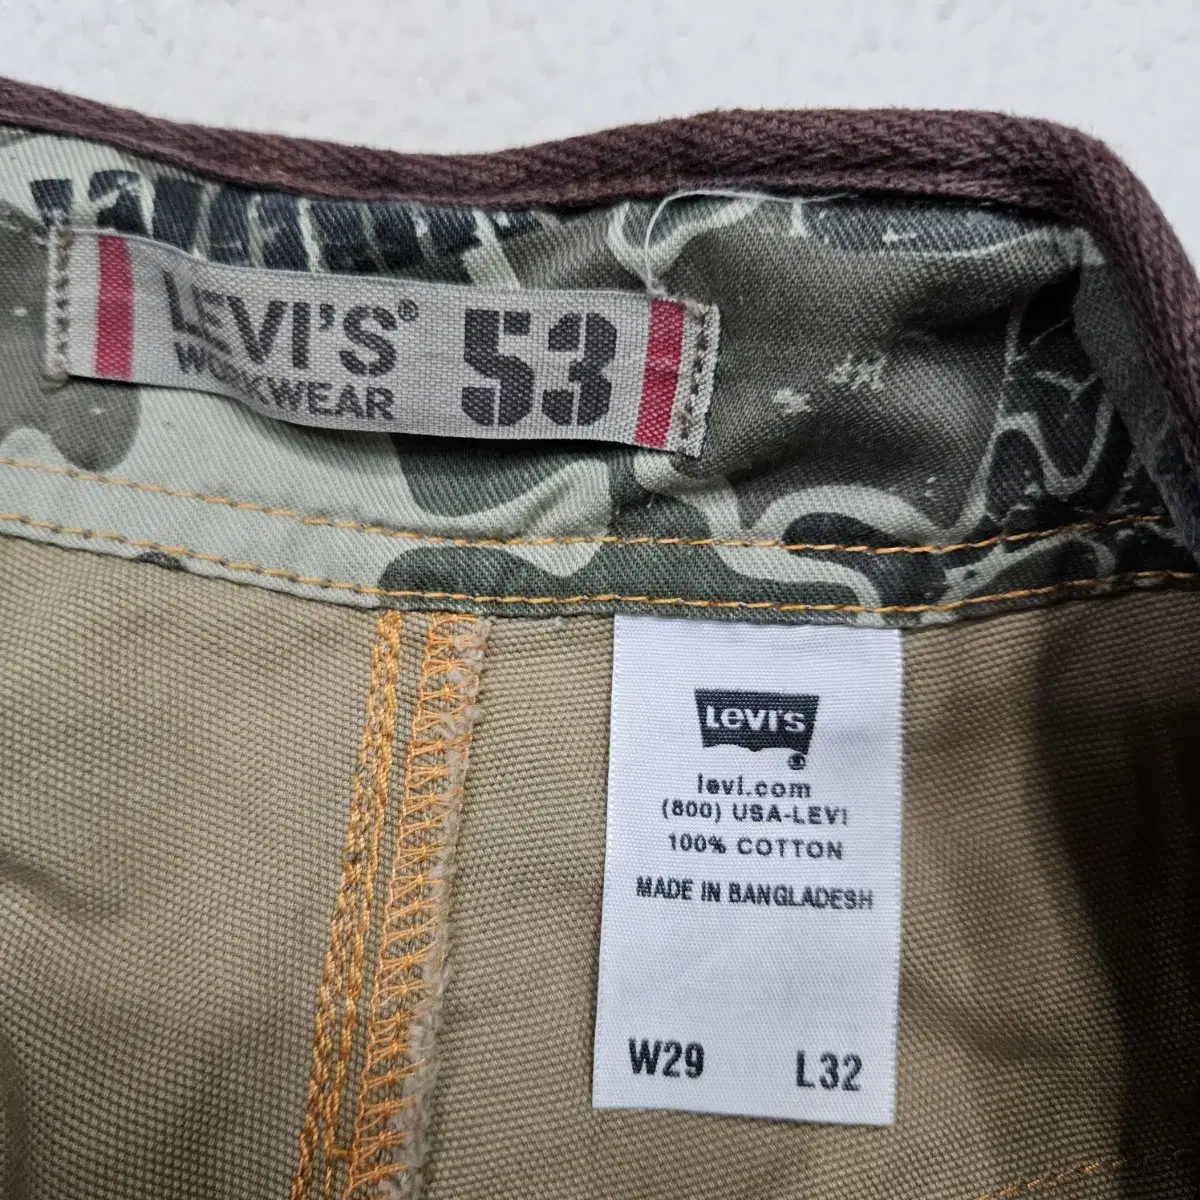 LEVI'S® 53
WORKWEAR
LEVI'S
®
levi.com
(800) USA-LEVI
100% COTTON
MADE IN BANGLADESH
W29 L32